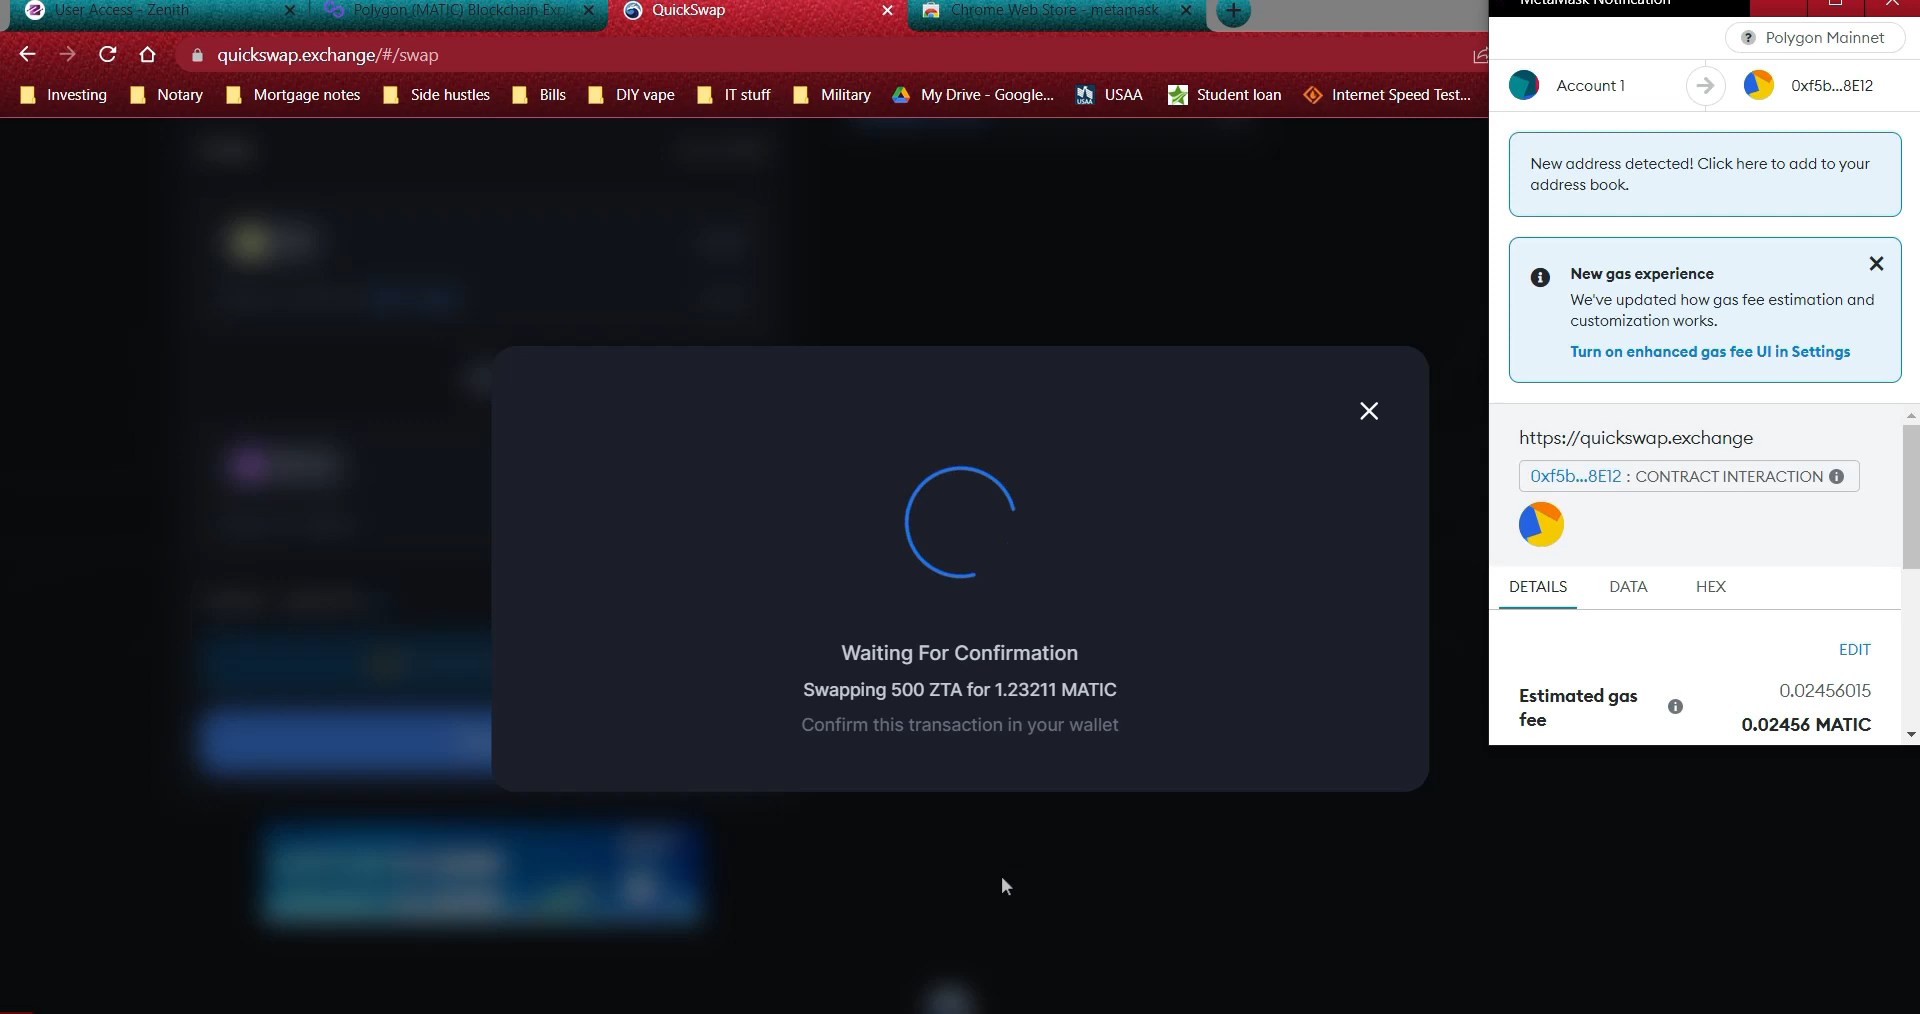 User Access - Zenith
Polygon (MATIC) Blockchain Exp
QuickSwap
Chrome Web Store - metamask
MetaMask Notification
quickswap.exchange/#/swap
Polygon Mainnet
Investing
Notary
Mortgage notes
Side hustles
Bills
DIY vape
IT stuff
Military
My Drive - Google...
USAA
Student loan
Internet Speed Test...
Account 1
0xf5b...8E12
New address detected! Click here to add to your
address book.
New gas experience
We've updated how gas fee estimation and
customization works.
Turn on enhanced gas fee UI in Settings
https://quickswap.exchange
0xf5b...8E12 : CONTRACT INTERACTION
DETAILS
DATA
HEX
EDIT
Estimated gas
fee
0.02456015
0.02456 MATIC
Waiting For Confirmation
Swapping 500 ZTA for 1.23211 MATIC
Confirm this transaction in your wallet